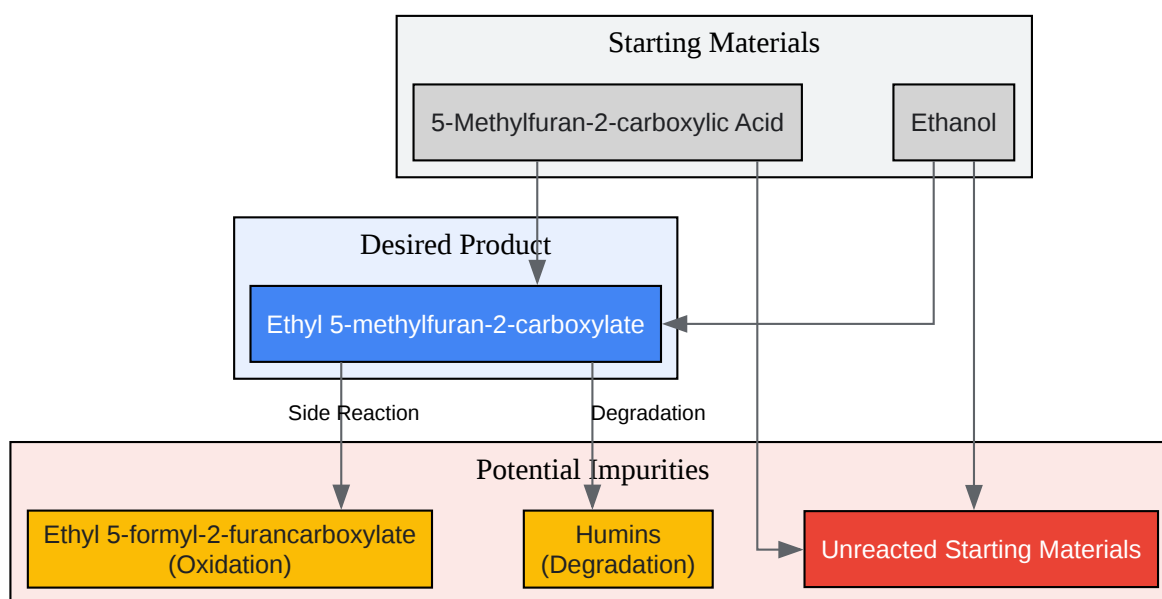 Starting Materials
5-Methylfuran-2-carboxylic Acid
Ethanol
Desired Product
Ethyl 5-methylfuran-2-carboxylate
Side Reaction
Degradation
Potential Impurities
Ethyl 5-formyl-2-furancarboxylate
(Oxidation)
Humins
(Degradation)
Unreacted Starting Materials